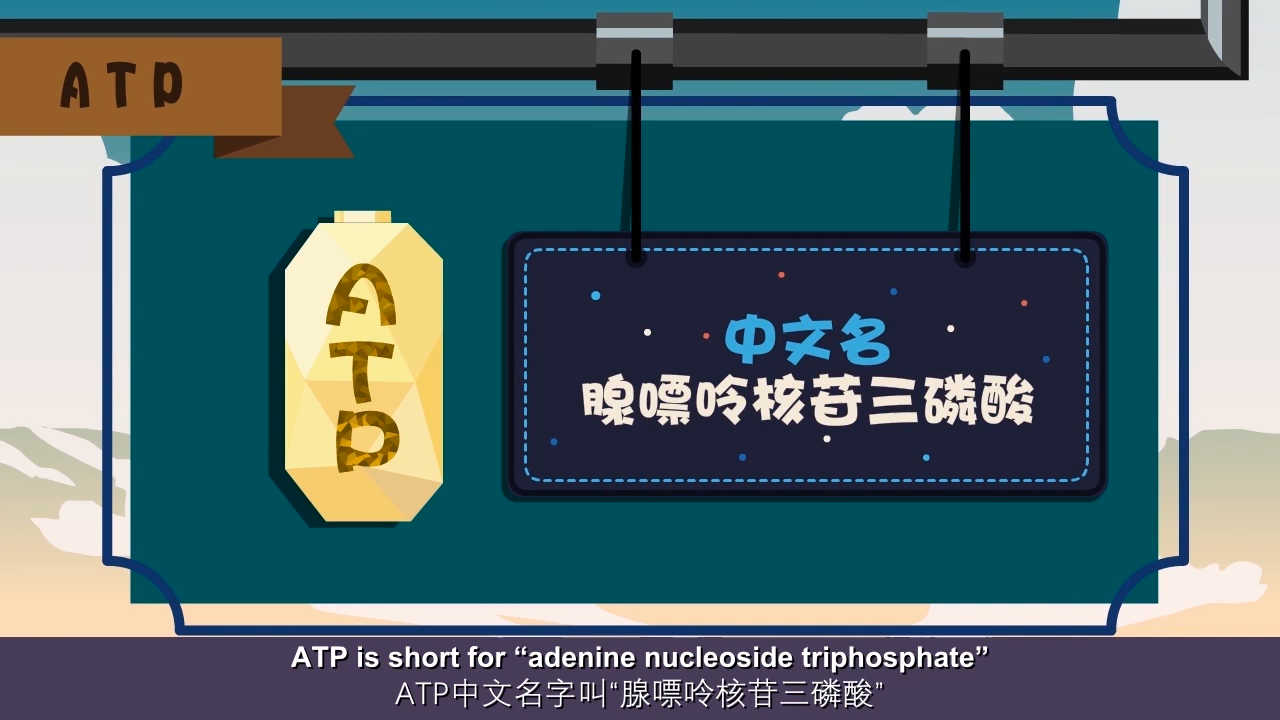 ATP
ATP
中文名
腺嘌呤核苷三磷酸
ATP is short for “adenine nucleoside triphosphate”
ATP中文名字叫“腺嘌呤核苷三磷酸”